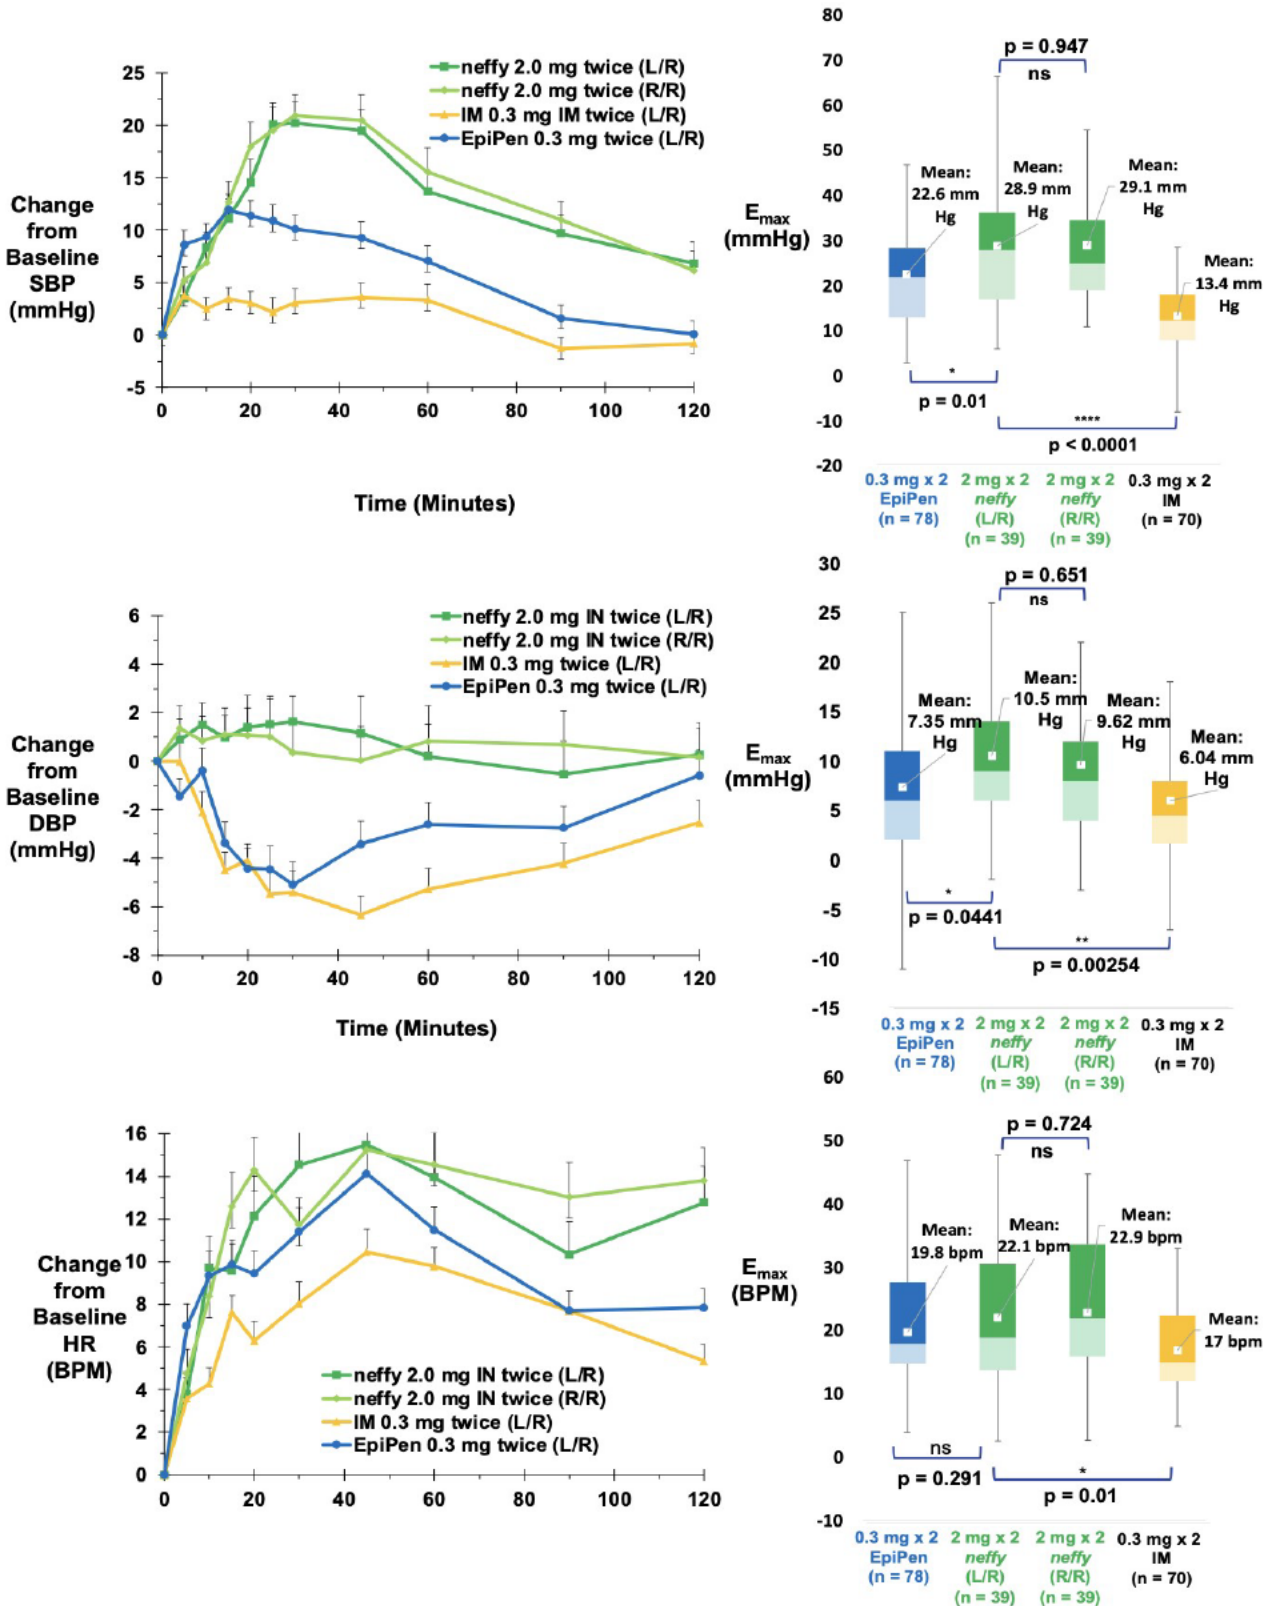 25
20
15
10
5
0
-5
0
20
40
60
80
100
120
Change
from
Baseline
SBP
(mmHg)
Time (Minutes)
neffy 2.0 mg twice (L/R)
neffy 2.0 mg twice (R/R)
IM 0.3 mg IM twice (L/R)
EpiPen 0.3 mg twice (L/R)
80
70
60
50
40
30
20
10
0
-10
-20
Emax
(mmHg)
p = 0.947
ns
Mean:
22.6 mm
Hg
Mean:
28.9 mm
Hg
Mean:
29.1 mm
Hg
Mean:
13.4 mm
Hg
*
p = 0.01
****
p < 0.0001
0.3 mg x 2
EpiPen
(n = 78)
2 mg x 2
neffy
(L/R)
(n = 39)
2 mg x 2
neffy
(R/R)
(n = 39)
0.3 mg x 2
IM
(n = 70)
6
4
2
0
-2
-4
-6
-8
0
20
40
60
80
100
120
Change
from
Baseline
DBP
(mmHg)
Time (Minutes)
neffy 2.0 mg IN twice (L/R)
neffy 2.0 mg IN twice (R/R)
IM 0.3 mg twice (L/R)
EpiPen 0.3 mg twice (L/R)
30
25
20
15
10
5
0
-5
-10
-15
Emax
(mmHg)
p = 0.651
ns
Mean:
7.35 mm
Hg
Mean:
10.5 mm
Hg
Mean:
9.62 mm
Hg
Mean:
6.04 mm
Hg
*
p = 0.0441
**
p = 0.00254
0.3 mg x 2
EpiPen
(n = 78)
2 mg x 2
neffy
(L/R)
(n = 39)
2 mg x 2
neffy
(R/R)
(n = 39)
0.3 mg x 2
IM
(n = 70)
16
14
12
10
8
6
4
2
0
0
20
40
60
80
100
120
Change
from
Baseline
HR
(BPM)
neffy 2.0 mg IN twice (L/R)
neffy 2.0 mg IN twice (R/R)
IM 0.3 mg twice (L/R)
EpiPen 0.3 mg twice (L/R)
60
50
40
30
20
10
0
-10
Emax
(BPM)
p = 0.724
ns
Mean:
19.8 bpm
Mean:
22.1 bpm
Mean:
22.9 bpm
Mean:
17 bpm
ns
p = 0.291
*
p = 0.01
0.3 mg x 2
EpiPen
(n = 78)
2 mg x 2
neffy
(L/R)
(n = 39)
2 mg x 2
neffy
(R/R)
(n = 39)
0.3 mg x 2
IM
(n = 70)